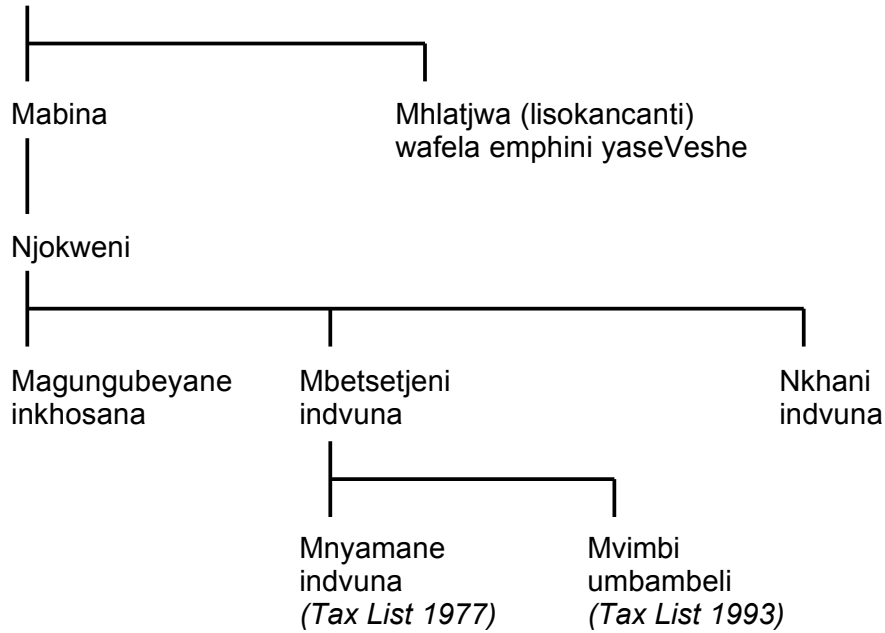 Mabina
Mhlatjwa (lisokancanti)
wafela emphini yaseVeshe
Njokweni
Magungubeyane
inkhosana
Mbetsetjeni
indvuna
Nkhani
indvuna
Mnyamane
indvuna
(Tax List 1977)
Mvimbi
umbambeli
(Tax List 1993)